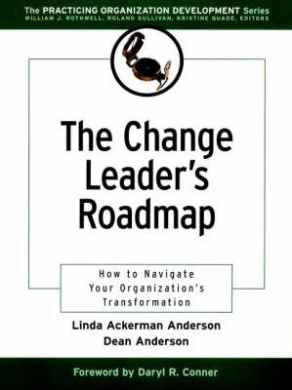 The PRACTICING ORGANIZATION DEVELOPMENT Series
WILLIAM J. ROTHWELL, ROLAND SULLIVAN, KRISTINE QUADE, EDITORS
The Change
Leader's
Roadmap
How to Navigate
Your Organization's
Transformation
Linda Ackerman Anderson
Dean Anderson
Foreword by Daryl R. Conner